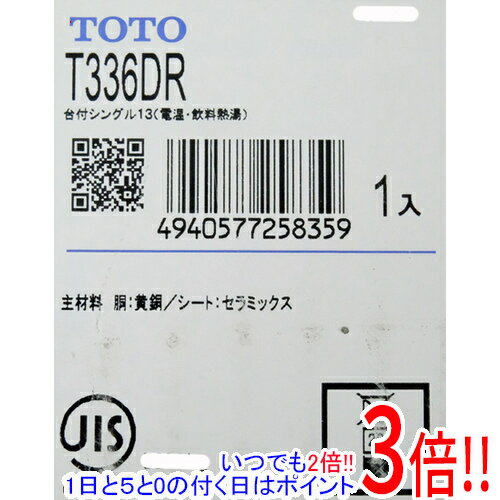 TOTO
T336DR
台付シングル13(電温・飲料熱湯)
4940577258359
1入
主材料 胴:黄銅/シート:セラミックス
JIS
いつでも2倍!!
1日と5と0の付く日はポイント
3倍!!